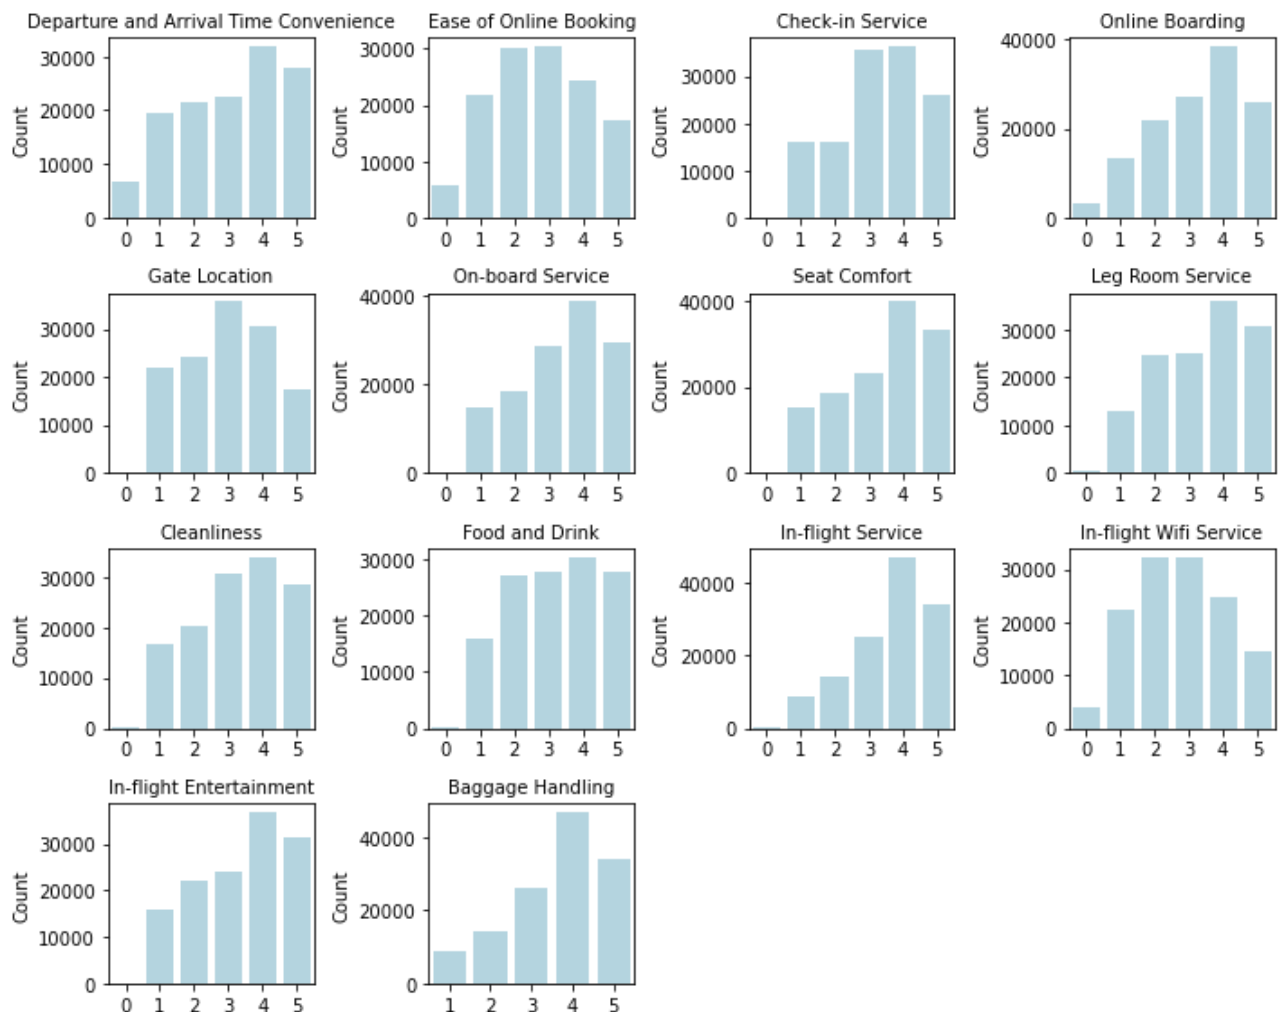 Departure and Arrival Time Convenience
Count
30000
20000
10000
0
0 1 2 3 4 5
Ease of Online Booking
Count
30000
20000
10000
0
0 1 2 3 4 5
Check-in Service
Count
30000
20000
10000
0
0 1 2 3 4 5
Online Boarding
Count
40000
20000
0
0 1 2 3 4 5
Gate Location
Count
30000
20000
10000
0
0 1 2 3 4 5
On-board Service
Count
40000
20000
0
0 1 2 3 4 5
Seat Comfort
Count
40000
20000
0
0 1 2 3 4 5
Leg Room Service
Count
30000
20000
10000
0
0 1 2 3 4 5
Cleanliness
Count
30000
20000
10000
0
0 1 2 3 4 5
Food and Drink
Count
30000
20000
10000
0
0 1 2 3 4 5
In-flight Service
Count
40000
20000
0
0 1 2 3 4 5
In-flight Wifi Service
Count
30000
20000
10000
0
0 1 2 3 4 5
In-flight Entertainment
Count
30000
20000
10000
0
0 1 2 3 4 5
Baggage Handling
Count
40000
20000
0
1 2 3 4 5